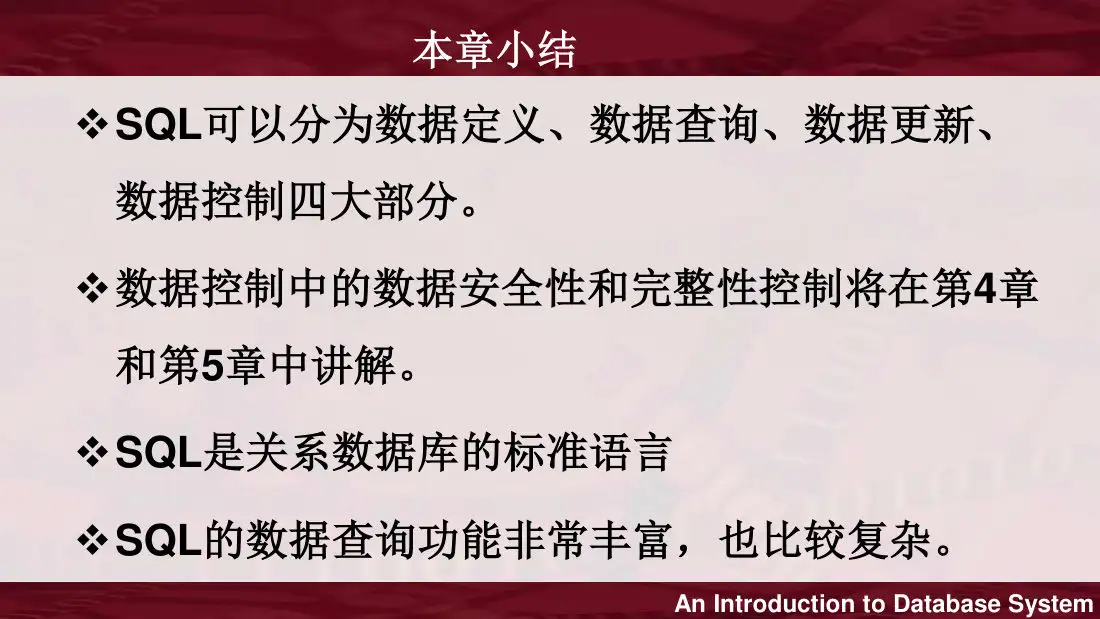 本章小结
❖SQL可以分为数据定义、数据查询、数据更新、
数据控制四大部分。
❖数据控制中的数据安全性和完整性控制将在第4章
和第5章中讲解。
❖SQL是关系数据库的标准语言
❖SQL的数据查询功能非常丰富，也比较复杂。
An Introduction to Database System